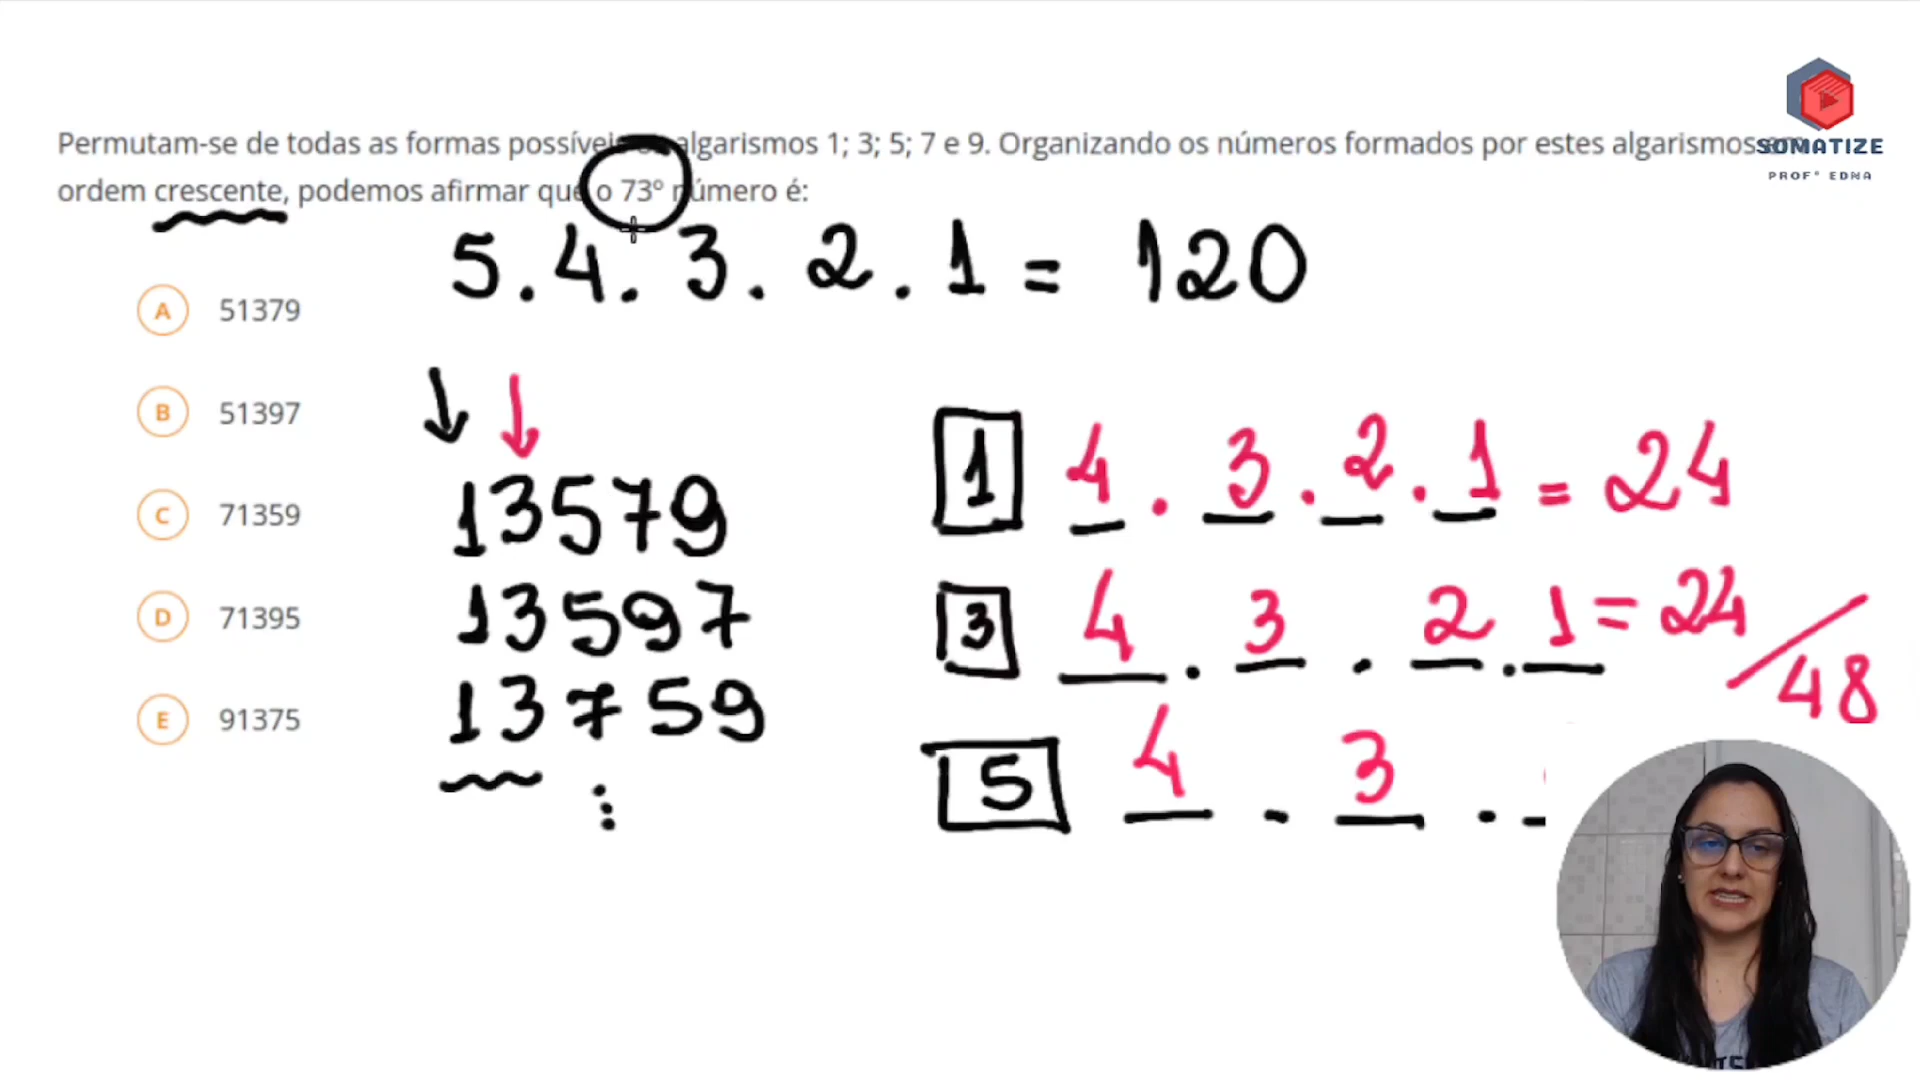 SOMATIZE
PROFª EDNA
Permutam-se de todas as formas possíveis algarismos 1; 3; 5; 7 e 9. Organizando os números formados por estes algarismos em
ordem crescente, podemos afirmar que o 73º número é:
5 . 4 . 3 . 2 . 1 = 120
A 51379
B 51397
C 71359
D 71395
E 91375
13579
13597
13759
1 4 . 3 . 2 . 1 = 24
3 4 . 3 . 2 . 1 = 24
48
5 4 . 3 .